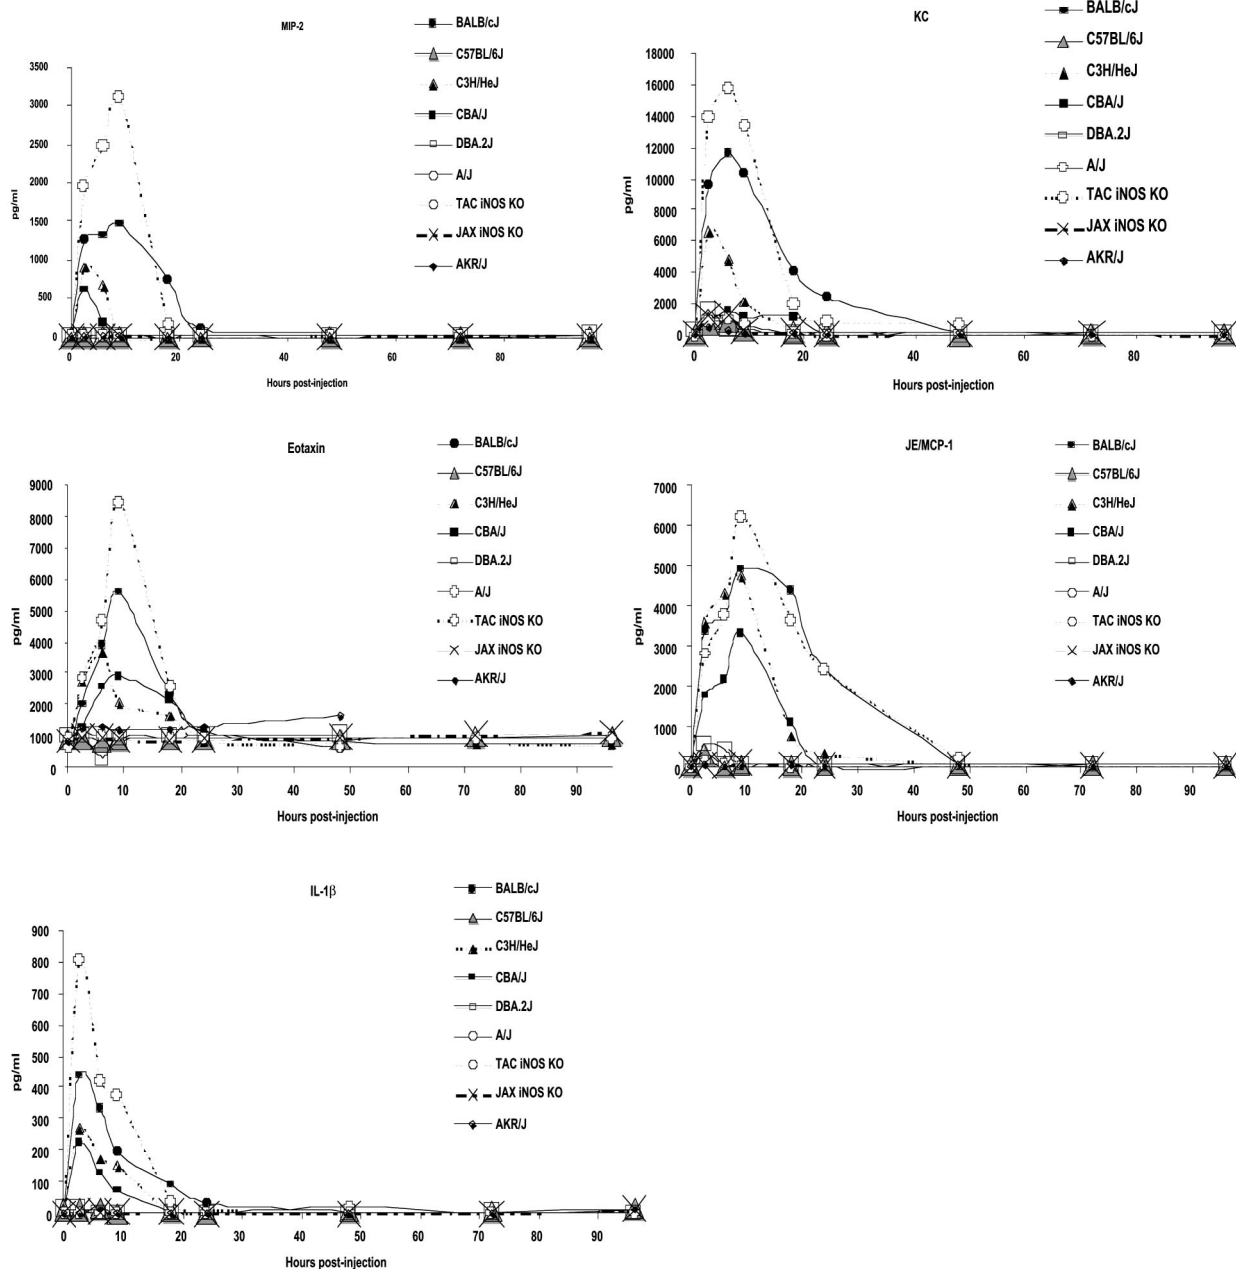 MIP-2
BALB/cJ
C57BL/6J
C3H/HeJ
CBA/J
DBA.2J
A/J
TAC iNOS KO
JAX iNOS KO
AKR/J
3500
3000
2500
2000
1500
1000
500
0
pg/ml
0 20 40 60 80
Hours post-injection
KC
BALB/cJ
C57BL/6J
C3H/HeJ
CBA/J
DBA.2J
A/J
TAC iNOS KO
JAX iNOS KO
AKR/J
18000
16000
14000
12000
10000
8000
6000
4000
2000
0
pg/ml
0 10 20 30 40 50 60 70 80
Hours post-injection
Eotaxin
BALB/cJ
C57BL/6J
C3H/HeJ
CBA/J
DBA.2J
A/J
TAC iNOS KO
JAX iNOS KO
AKR/J
9000
8000
7000
6000
5000
4000
3000
2000
1000
0
pg/ml
0 10 20 30 40 50 60 70 80 90
Hours post-injection
JE/MCP-1
BALB/cJ
C57BL/6J
C3H/HeJ
CBA/J
DBA.2J
A/J
TAC iNOS KO
JAX iNOS KO
AKR/J
7000
6000
5000
4000
3000
2000
1000
0
pg/ml
0 10 20 30 40 50 60 70 80 90
Hours post-injection
IL-1β
BALB/cJ
C57BL/6J
C3H/HeJ
CBA/J
DBA.2J
A/J
TAC iNOS KO
JAX iNOS KO
AKR/J
900
800
700
600
500
400
300
200
100
0
pg/ml
0 10 20 30 40 50 60 70 80 90
Hours post-injection